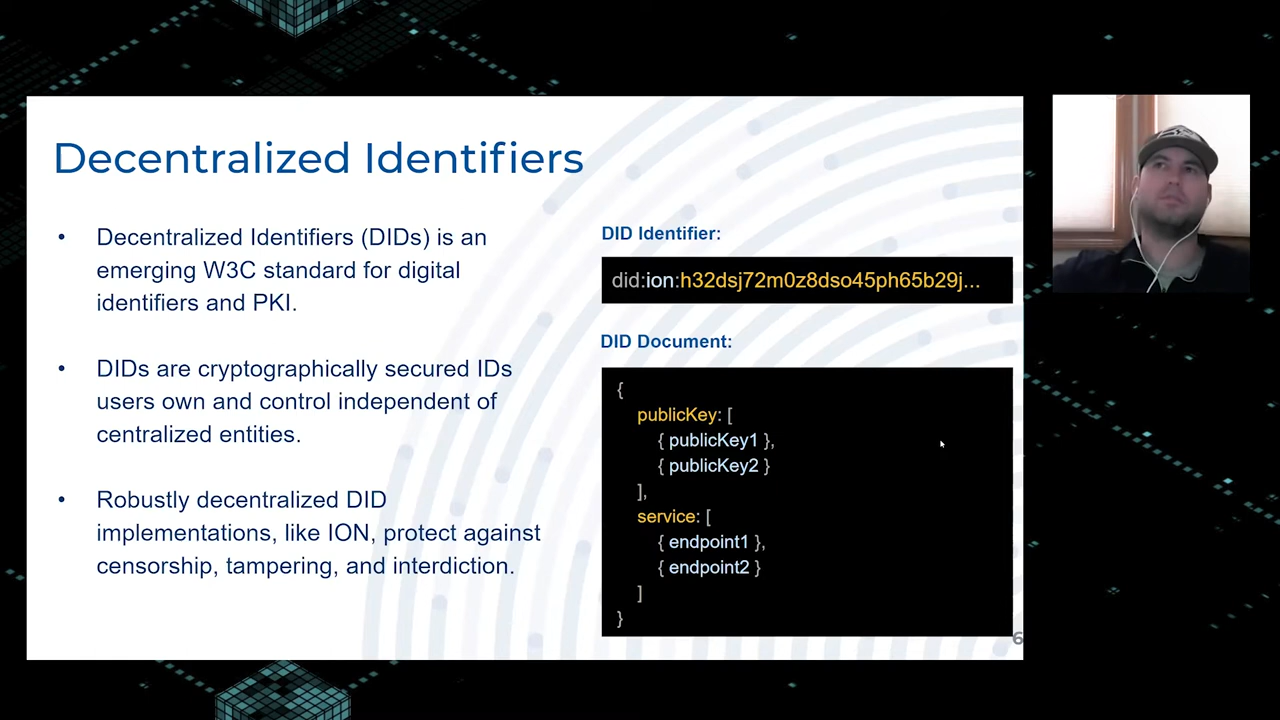 Decentralized Identifiers
• Decentralized Identifiers (DIDs) is an
emerging W3C standard for digital
identifiers and PKI.
• DIDs are cryptographically secured IDs
users own and control independent of
centralized entities.
• Robustly decentralized DID
implementations, like ION, protect against
censorship, tampering, and interdiction.
DID Identifier:
did:ion:h32dsj72m0z8dso45ph65b29j...
DID Document:
{
publicKey: [
{ publicKey1 },
{ publicKey2 }
],
service: [
{ endpoint1 },
{ endpoint2 }
]
}
6